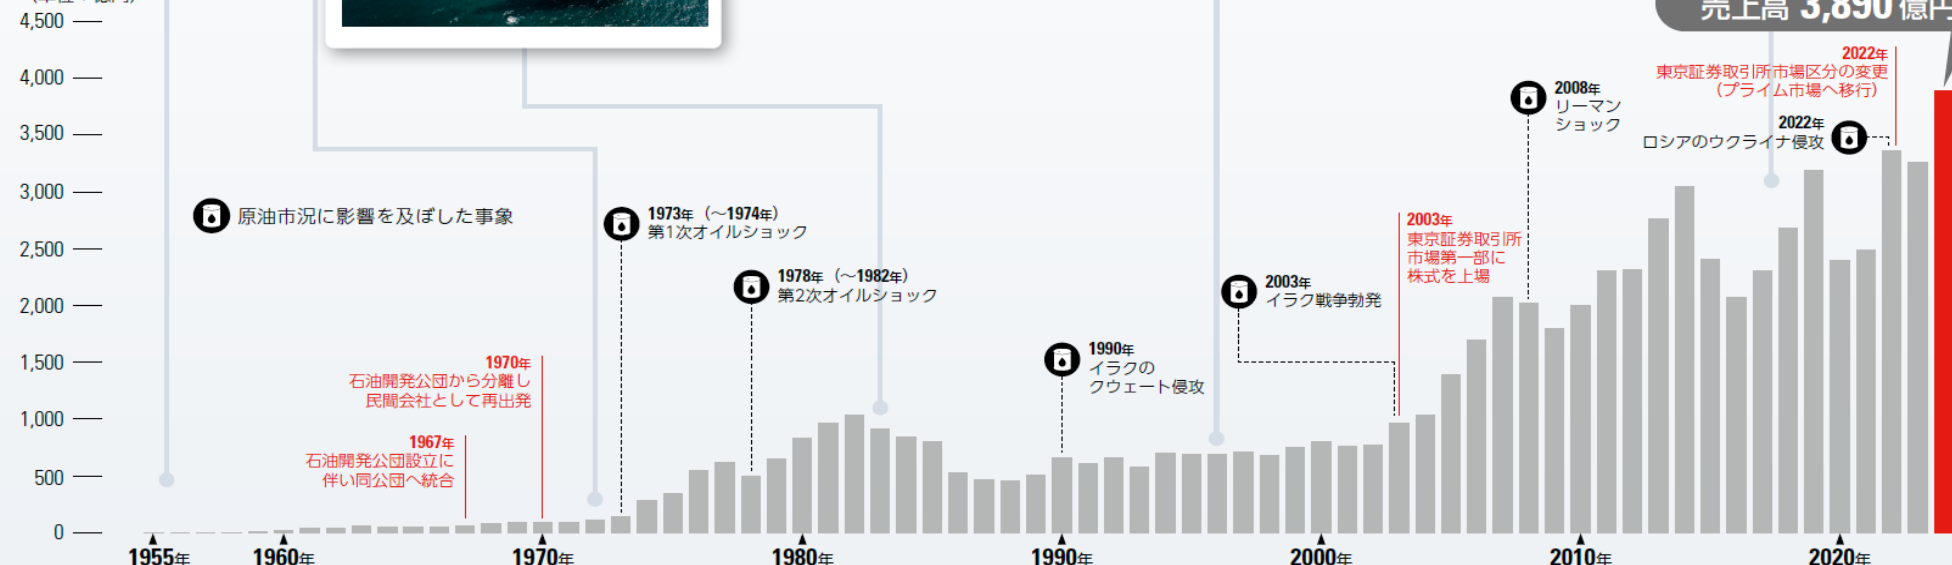 （単位：億円）
4,500
4,000
3,500
3,000
2,500
2,000
1,500
1,000
500
0
売上高 3,890 億円
原油市況に影響を及ぼした事象
1967年
石油開発公団設立に
伴い同公団へ統合
1970年
石油開発公団から分離し
民間会社として再出発
1973年（～1974年）
第1次オイルショック
1978年（～1982年）
第2次オイルショック
1990年
イラクの
クウェート侵攻
2003年
イラク戦争勃発
2003年
東京証券取引所
市場第一部に
株式を上場
2008年
リーマン
ショック
2022年
東京証券取引所市場区分の変更
（プライム市場へ移行）
2022年
ロシアのウクライナ侵攻
1955年
1960年
1970年
1980年
1990年
2000年
2010年
2020年